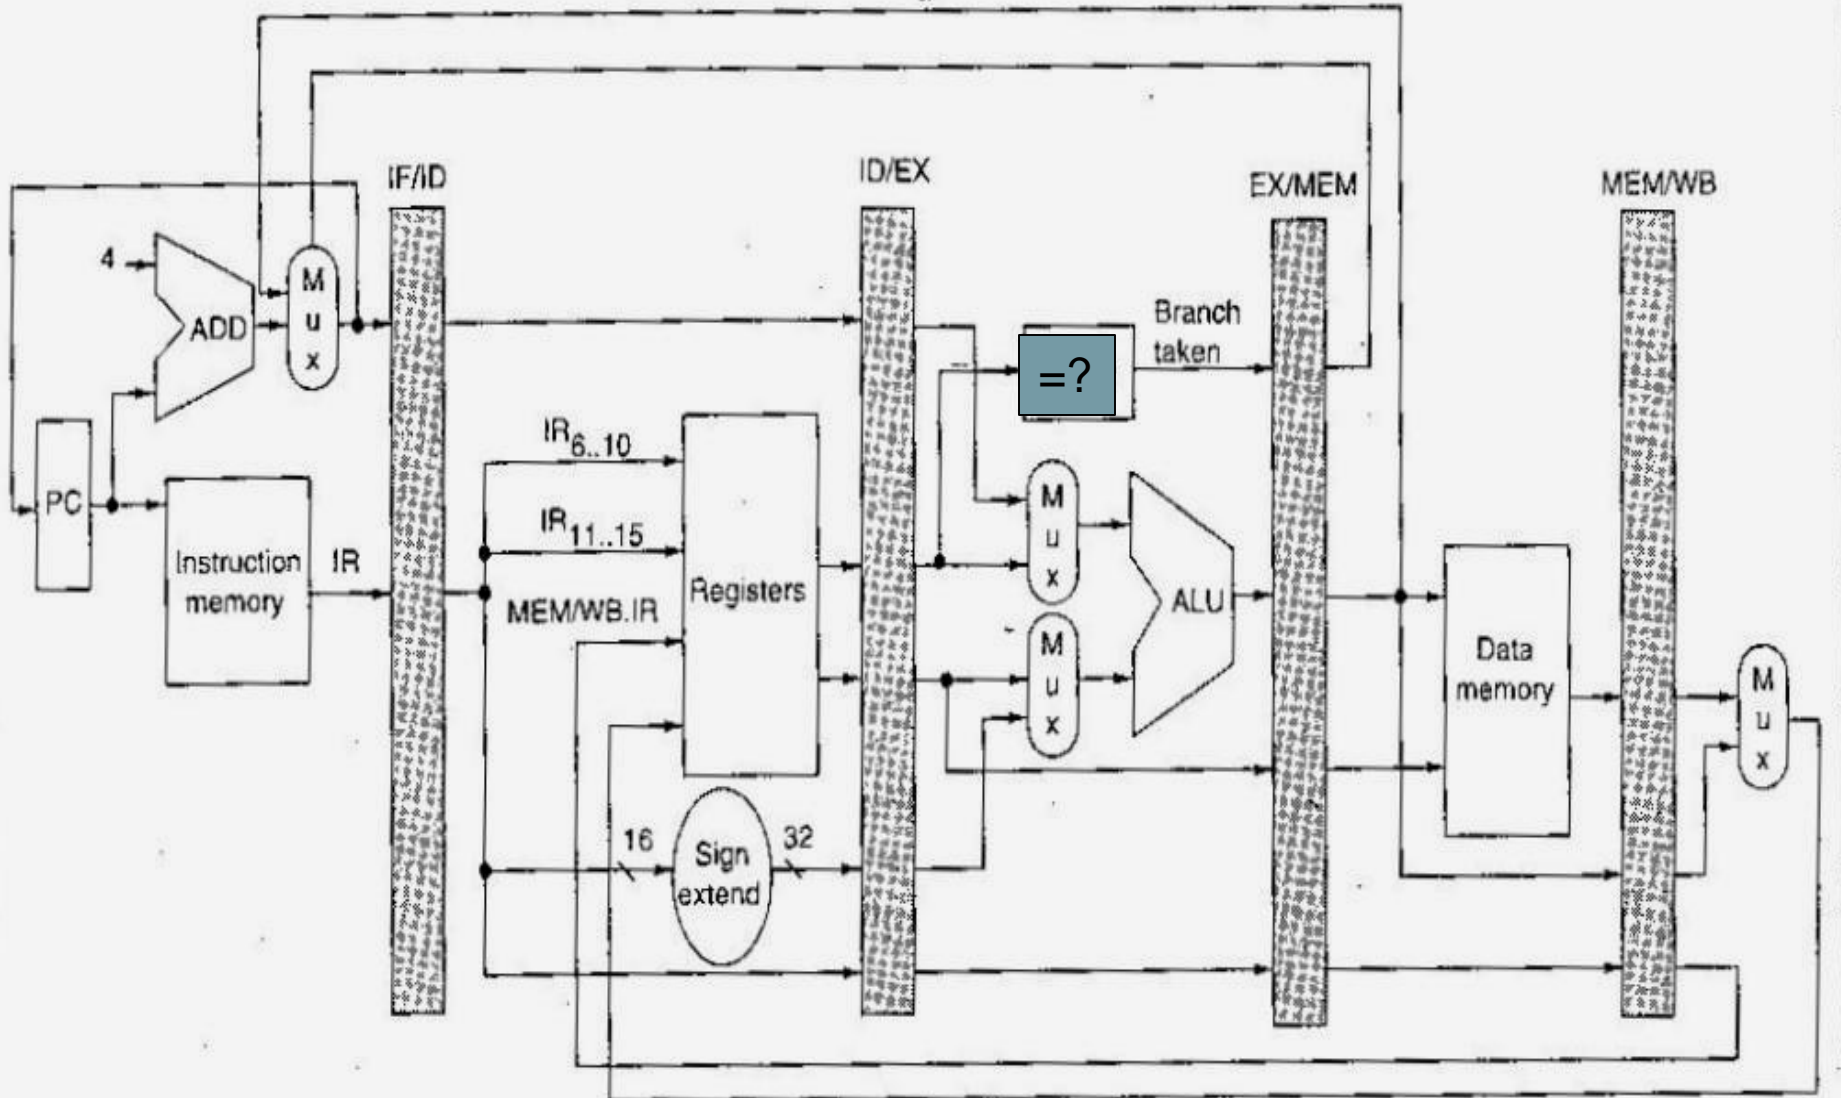 IF/ID
ID/EX
EX/MEM
MEM/WB
4
ADD
M
u
x
Branch
taken
=?
PC
Instruction
memory
IR
IR6..10
IR11..15
MEM/WB.IR
Registers
M
u
x
M
u
x
ALU
Data
memory
M
u
x
16
Sign
extend
32